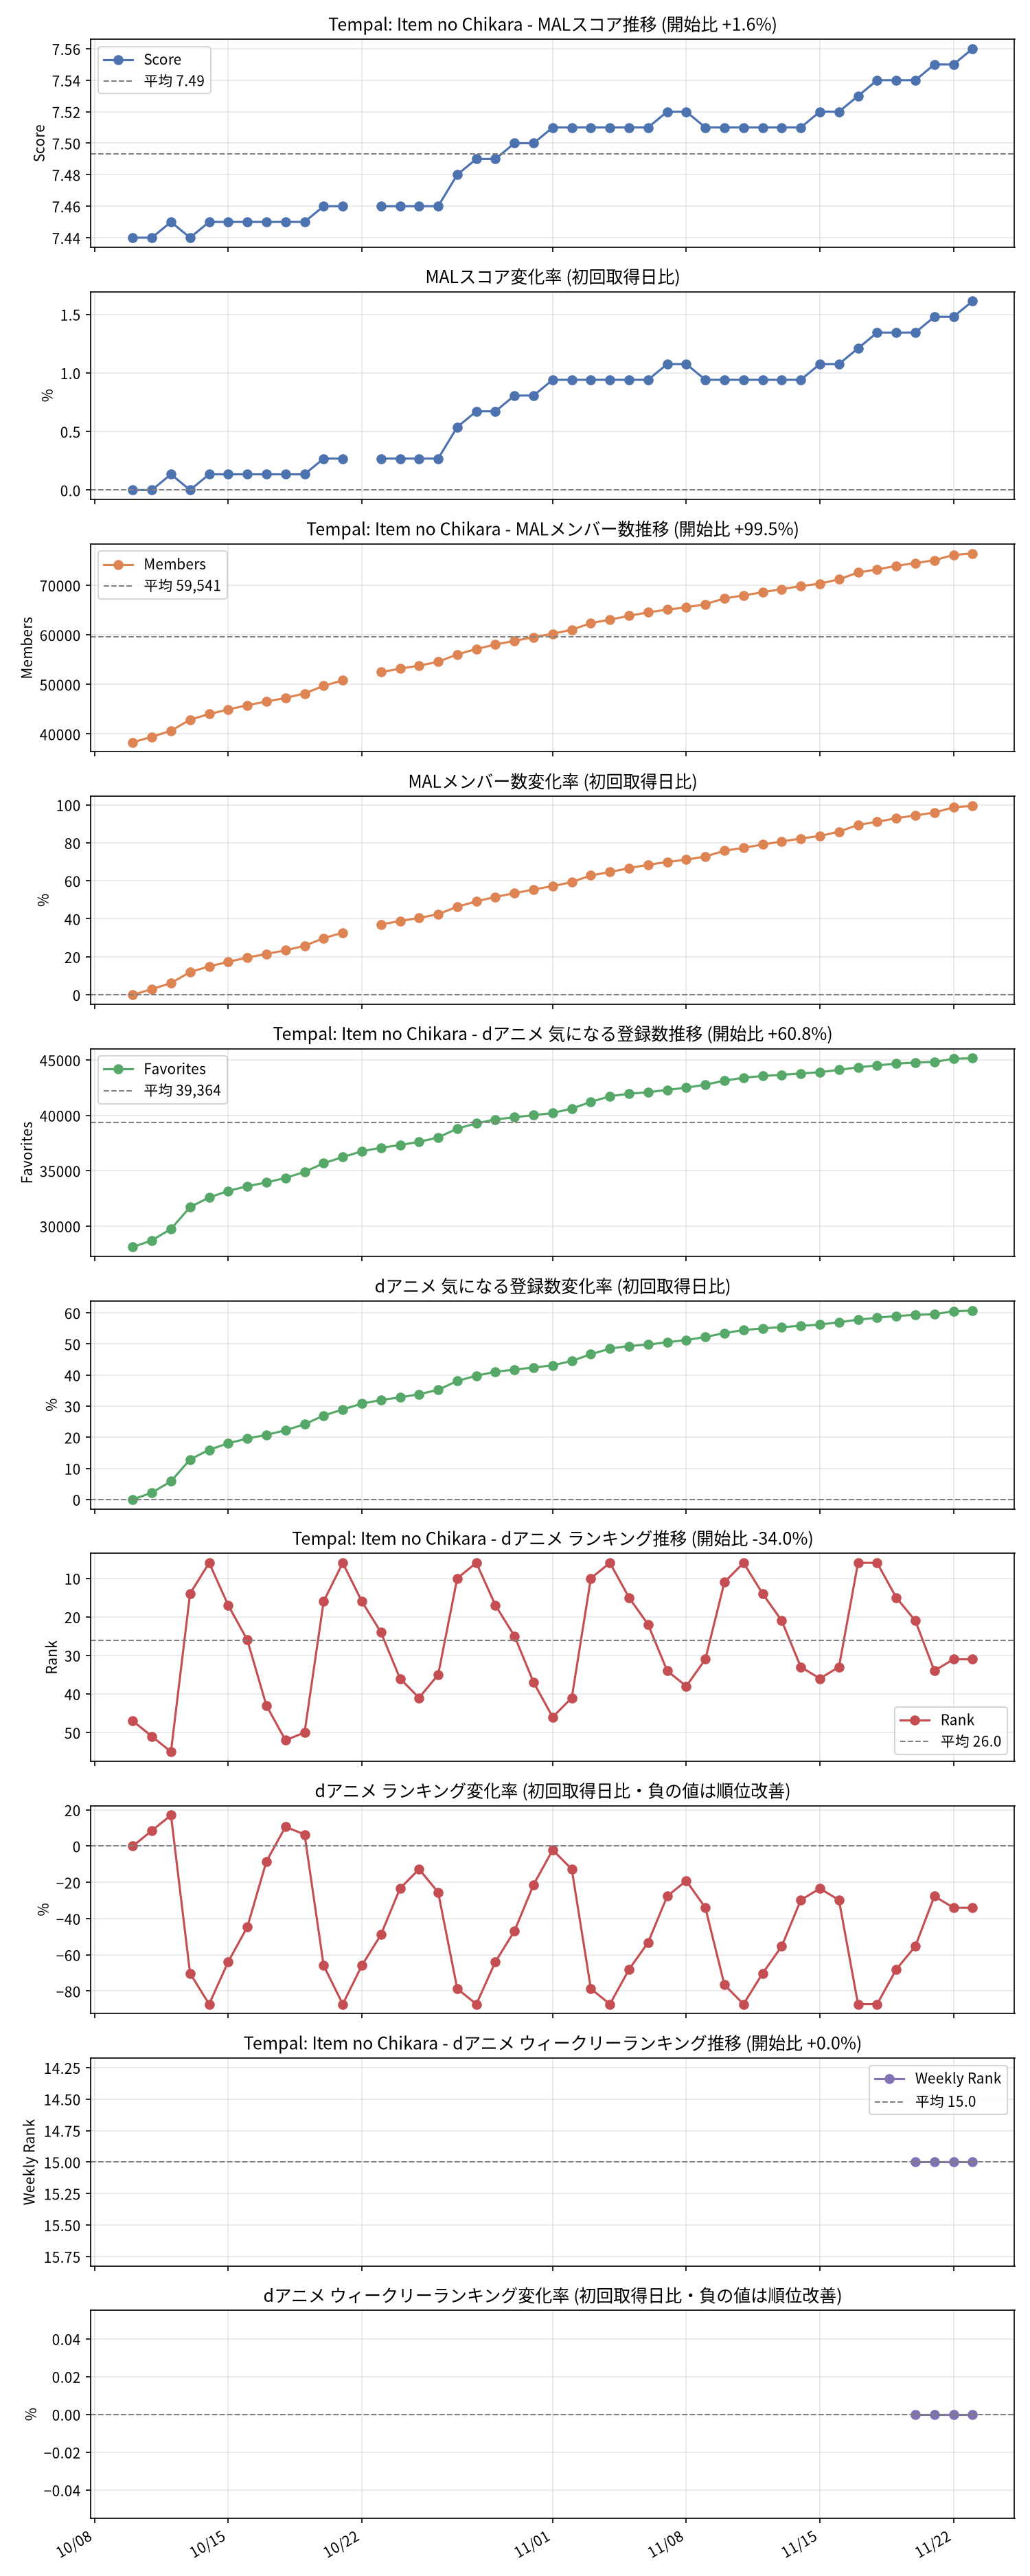 Tempal: Item no Chikara - MALスコア推移 (開始比 +1.6%)
Score
7.56
7.54
7.52
7.50
7.48
7.46
7.44
Score
平均 7.49
MALスコア変化率 (初回取得日比)
%
1.5
1.0
0.5
0.0
Tempal: Item no Chikara - MALメンバー数推移 (開始比 +99.5%)
Members
70000
60000
50000
40000
Members
平均 59,541
MALメンバー数変化率 (初回取得日比)
%
100
80
60
40
20
0
Tempal: Item no Chikara - dアニメ 気になる登録数推移 (開始比 +60.8%)
Favorites
45000
40000
35000
30000
Favorites
平均 39,364
dアニメ 気になる登録数変化率 (初回取得日比)
%
60
50
40
30
20
10
0
Tempal: Item no Chikara - dアニメ ランキング推移 (開始比 -34.0%)
Rank
10
20
30
40
50
Rank
平均 26.0
dアニメ ランキング変化率 (初回取得日比・負の値は順位改善)
%
20
0
−20
−40
−60
−80
Tempal: Item no Chikara - dアニメ ウィークリーランキング推移 (開始比 +0.0%)
Weekly Rank
14.25
14.50
14.75
15.00
15.25
15.50
15.75
Weekly Rank
平均 15.0
dアニメ ウィークリーランキング変化率 (初回取得日比・負の値は順位改善)
%
0.04
0.02
0.00
−0.02
−0.04
10/08
10/15
10/22
11/01
11/08
11/15
11/22